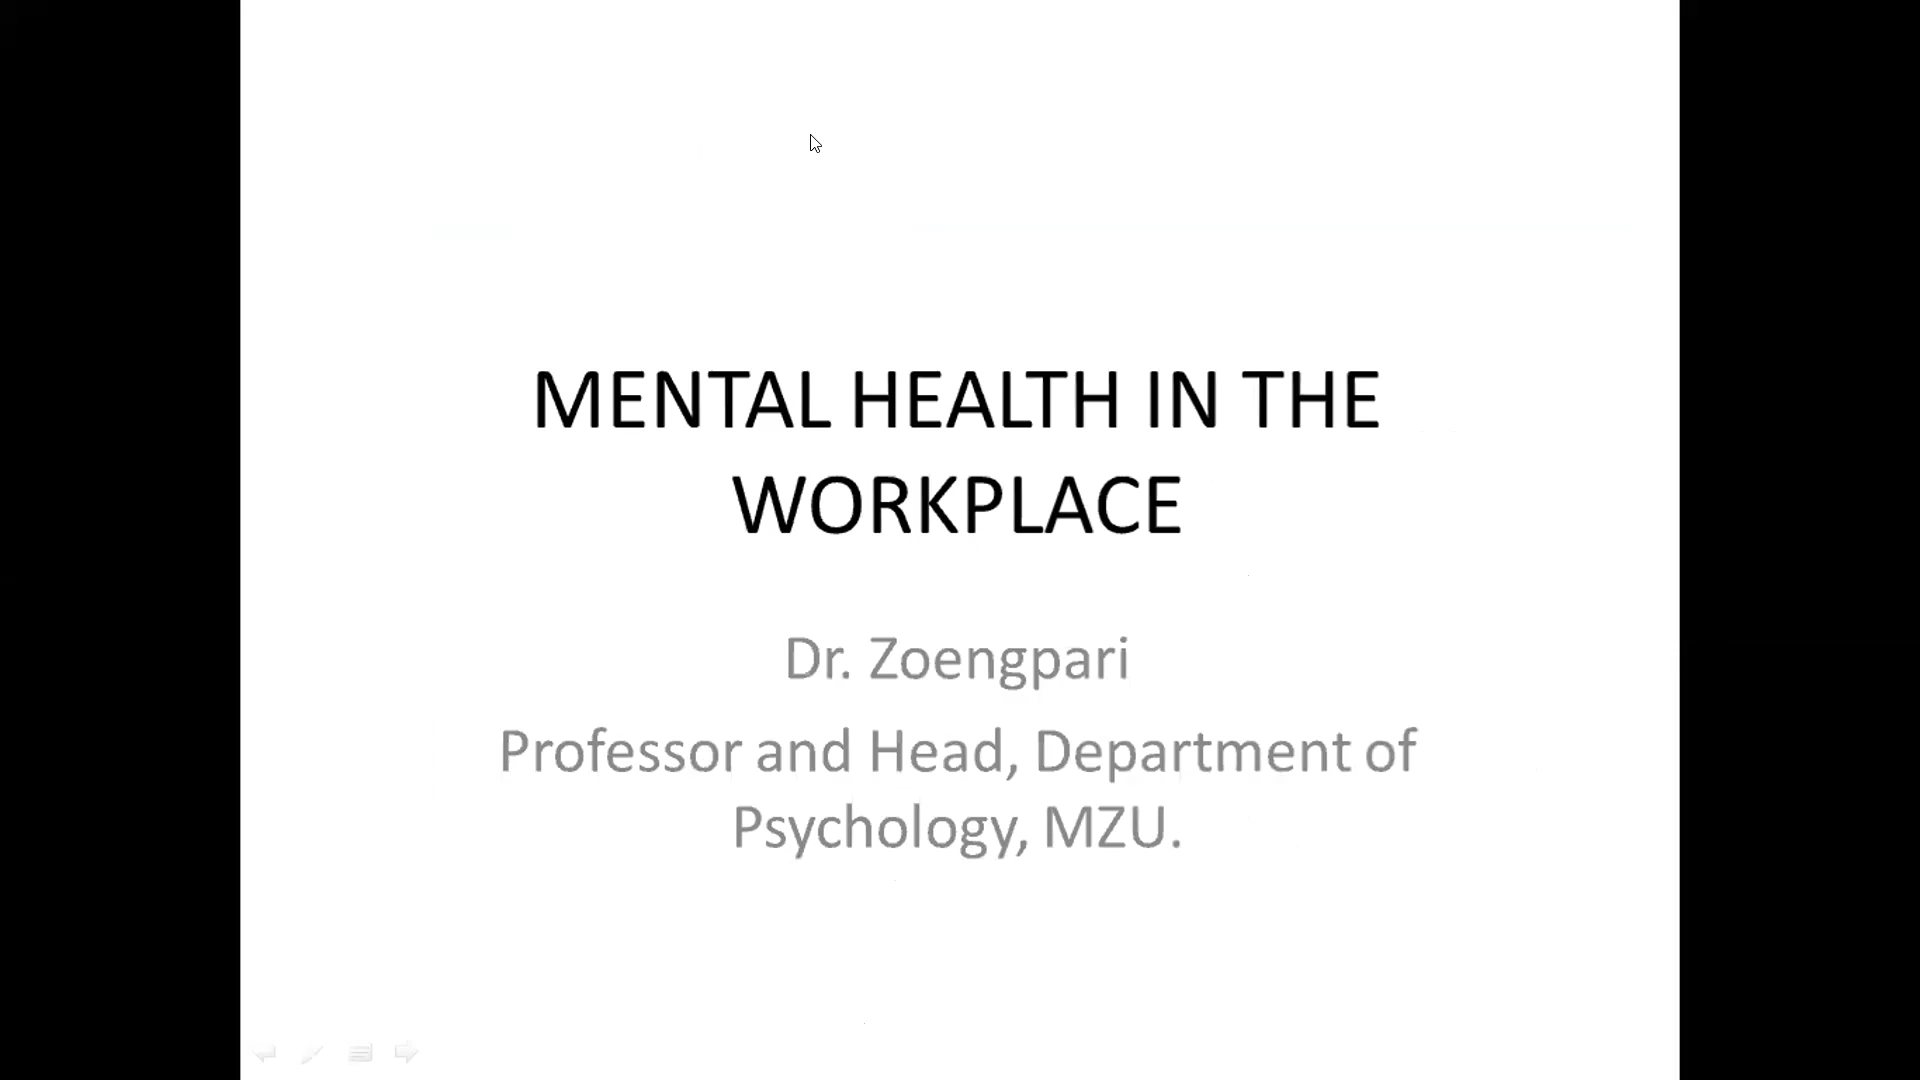 MENTAL HEALTH IN THE
WORKPLACE
Dr. Zoengpari
Professor and Head, Department of
Psychology, MZU.